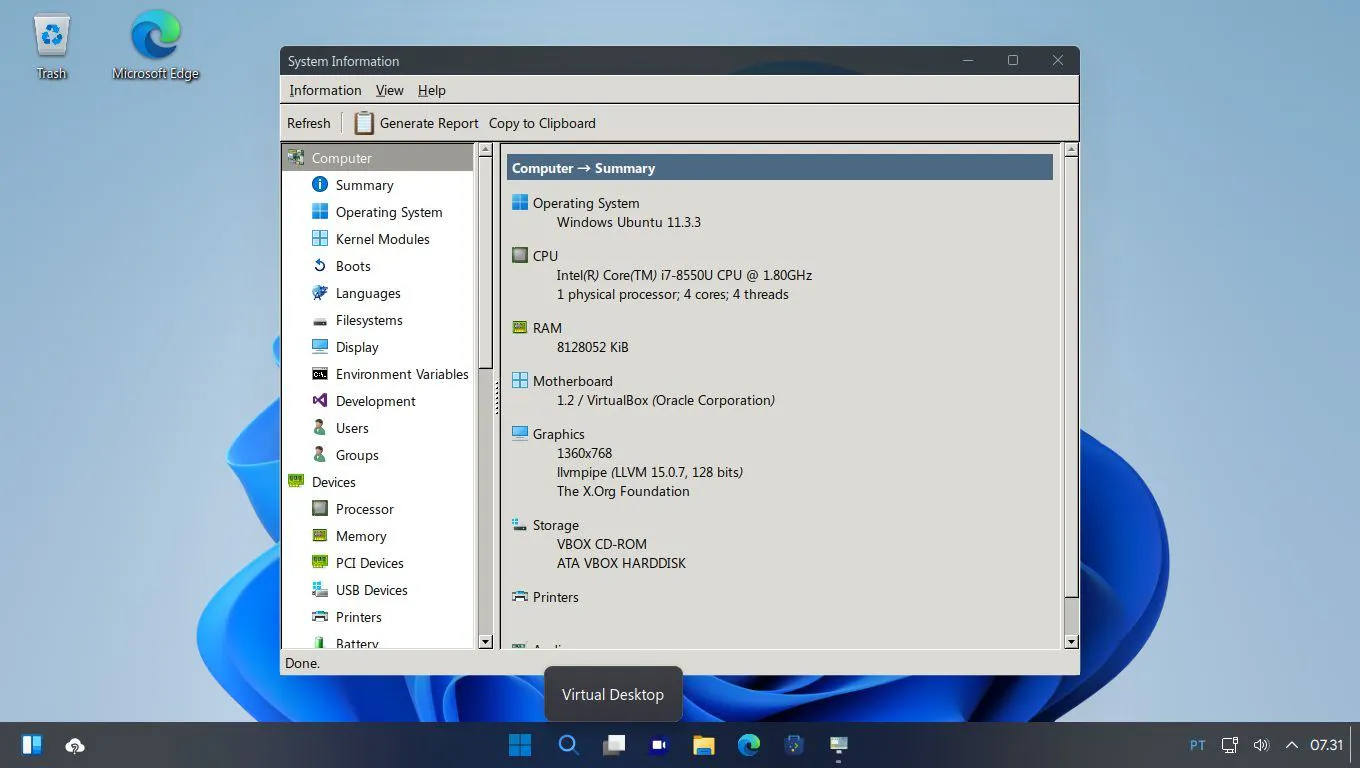 Trash
Microsoft Edge
System Information
Information View Help
Refresh Generate Report Copy to Clipboard
Computer
Summary
Operating System
Kernel Modules
Boots
Languages
Filesystems
Display
Environment Variables
Development
Users
Groups
Devices
Processor
Memory
PCI Devices
USB Devices
Printers
Battery
Computer → Summary
Operating System
Windows Ubuntu 11.3.3
CPU
Intel(R) Core(TM) i7-8550U CPU @ 1.80GHz
1 physical processor; 4 cores; 4 threads
RAM
8128052 KiB
Motherboard
1.2 / VirtualBox (Oracle Corporation)
Graphics
1360x768
llvmpipe (LLVM 15.0.7, 128 bits)
The X.Org Foundation
Storage
VBOX CD-ROM
ATA VBOX HARDDISK
Printers
Done.
Virtual Desktop
PT 07.31